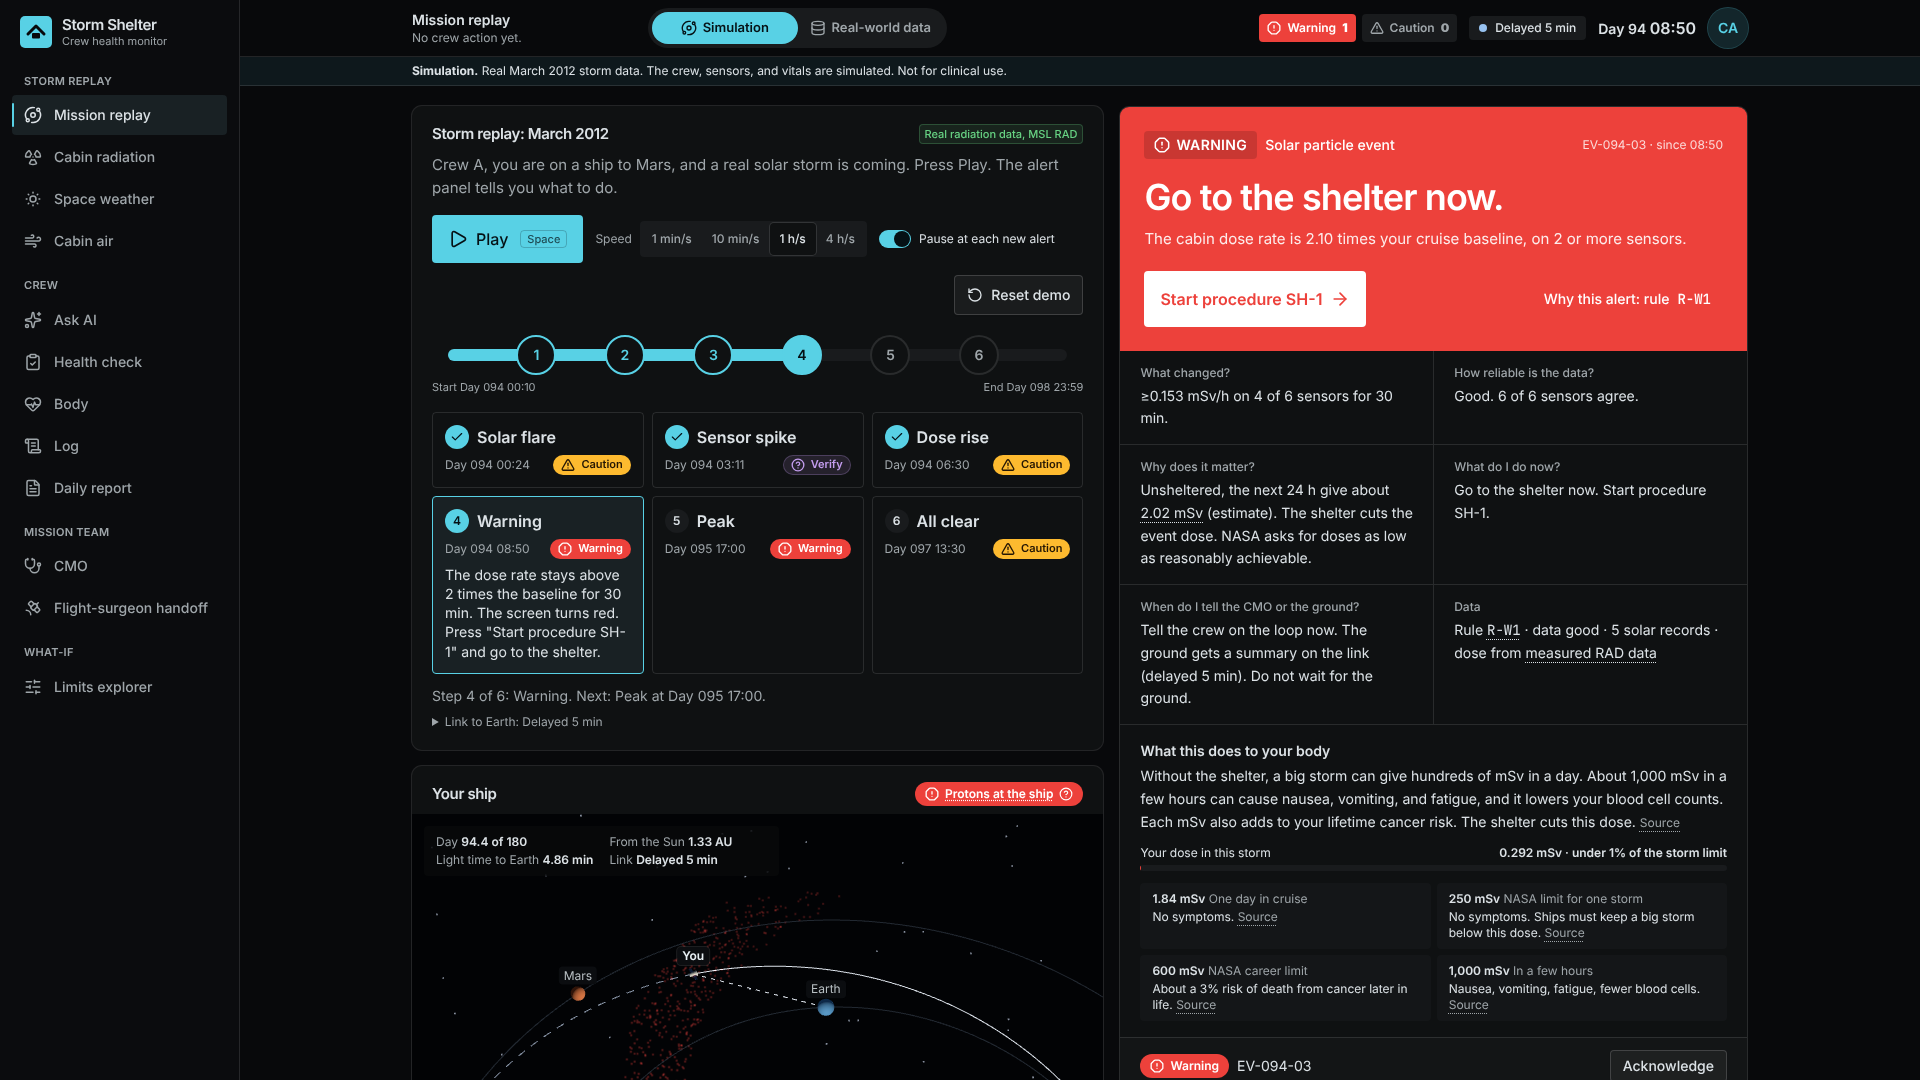 Storm Shelter
Crew health monitor
STORM REPLAY
Mission replay
Cabin radiation
Space weather
Cabin air
CREW
Ask AI
Health check
Body
Log
Daily report
MISSION TEAM
CMO
Flight-surgeon handoff
WHAT-IF
Limits explorer
Mission replay
No crew action yet.
Simulation
Real-world data
Warning 1
Caution 0
Delayed 5 min
Day 94 08:50
CA
Simulation. Real March 2012 storm data. The crew, sensors, and vitals are simulated. Not for clinical use.
Storm replay: March 2012
Real radiation data, MSL RAD
Crew A, you are on a ship to Mars, and a real solar storm is coming. Press Play. The alert
panel tells you what to do.
Play Space
Speed
1 min/s
10 min/s
1 h/s
4 h/s
Pause at each new alert
Reset demo
1
2
3
4
5
6
Start Day 094 00:10
End Day 098 23:59
Solar flare
Day 094 00:24
Caution
Sensor spike
Day 094 03:11
Verify
Dose rise
Day 094 06:30
Caution
4 Warning
Day 094 08:50
Warning
The dose rate stays above
2 times the baseline for 30
min. The screen turns red.
Press "Start procedure SH-
1" and go to the shelter.
5 Peak
Day 095 17:00
Warning
6 All clear
Day 097 13:30
Caution
Step 4 of 6: Warning. Next: Peak at Day 095 17:00.
Link to Earth: Delayed 5 min
Your ship
Protons at the ship
Day 94.4 of 180
From the Sun 1.33 AU
Light time to Earth 4.86 min
Link Delayed 5 min
You
Mars
Earth
WARNING
Solar particle event
EV-094-03 · since 08:50
Go to the shelter now.
The cabin dose rate is 2.10 times your cruise baseline, on 2 or more sensors.
Start procedure SH-1
Why this alert: rule R-W1
What changed?
≥0.153 mSv/h on 4 of 6 sensors for 30
min.
How reliable is the data?
Good. 6 of 6 sensors agree.
Why does it matter?
Unsheltered, the next 24 h give about
2.02 mSv (estimate). The shelter cuts the
event dose. NASA asks for doses as low
as reasonably achievable.
What do I do now?
Go to the shelter now. Start procedure
SH-1.
When do I tell the CMO or the ground?
Tell the crew on the loop now. The
ground gets a summary on the link
(delayed 5 min). Do not wait for the
ground.
Data
Rule R-W1 · data good · 5 solar records ·
dose from measured RAD data
What this does to your body
Without the shelter, a big storm can give hundreds of mSv in a day. About 1,000 mSv in a
few hours can cause nausea, vomiting, and fatigue, and it lowers your blood cell counts.
Each mSv also adds to your lifetime cancer risk. The shelter cuts this dose. Source
Your dose in this storm
0.292 mSv · under 1% of the storm limit
1.84 mSv One day in cruise
No symptoms. Source
250 mSv NASA limit for one storm
No symptoms. Ships must keep a big storm
below this dose. Source
600 mSv NASA career limit
About a 3% risk of death from cancer later in
life. Source
1,000 mSv In a few hours
Nausea, vomiting, fatigue, fewer blood cells.
Source
Warning
EV-094-03
Acknowledge